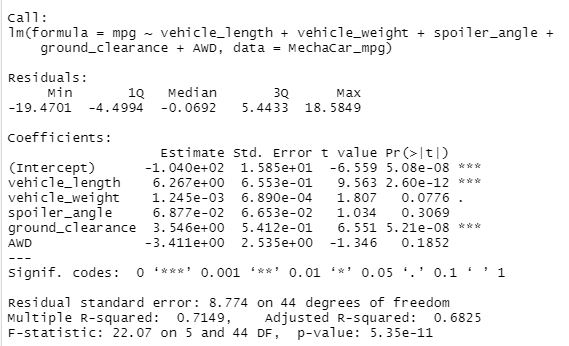 Call:
lm(formula = mpg ~ vehicle_length + vehicle_weight + spoiler_angle +
    ground_clearance + AWD, data = MechaCar_mpg)

Residuals:
     Min       1Q   Median       3Q      Max
-19.4701  -4.4994  -0.0692   5.4433  18.5849

Coefficients:
                   Estimate Std. Error t value Pr(>|t|)
(Intercept)      -1.040e+02  1.585e+01  -6.559 5.08e-08 ***
vehicle_length    6.267e+00  6.553e-01   9.563 2.60e-12 ***
vehicle_weight    1.245e-03  6.890e-04   1.807   0.0776 .
spoiler_angle     6.877e-02  6.653e-02   1.034   0.3069
ground_clearance  3.546e+00  5.412e-01   6.551 5.21e-08 ***
AWD              -3.411e+00  2.535e+00  -1.346   0.1852
---
Signif. codes:  0 ‘***’ 0.001 ‘**’ 0.01 ‘*’ 0.05 ‘.’ 0.1 ‘ ’ 1

Residual standard error: 8.774 on 44 degrees of freedom
Multiple R-squared:  0.7149,    Adjusted R-squared:  0.6825
F-statistic: 22.07 on 5 and 44 DF,  p-value: 5.35e-11